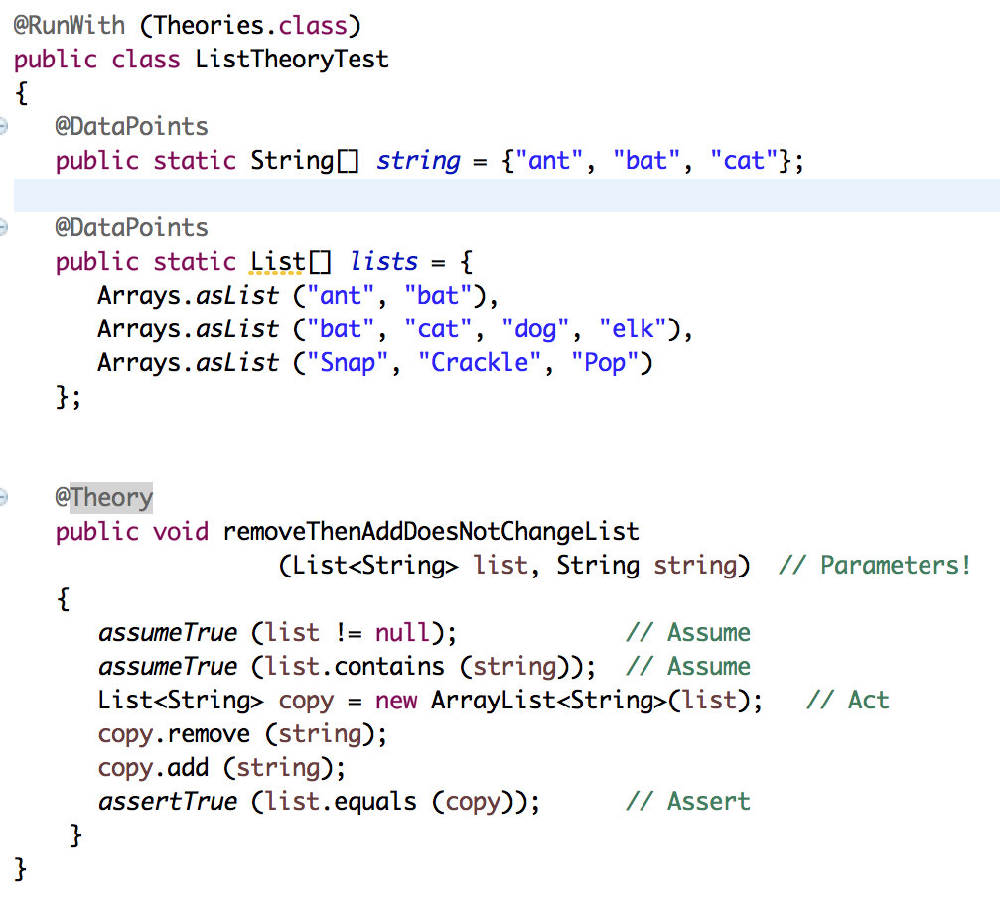 @RunWith (Theories.class)
public class ListTheoryTest
{
@DataPoints
public static String[] string = {"ant", "bat", "cat"};
@DataPoints
public static List[] lists = {
Arrays.asList ("ant", "bat"),
Arrays.asList ("bat", "cat", "dog", "elk"),
Arrays.asList ("Snap", "Crackle", "Pop")
};
@Theory
public void removeThenAddDoesNotChangeList
(List<String> list, String string)  // Parameters!
{
assumeTrue (list != null);  // Assume
assumeTrue (list.contains (string));  // Assume
List<String> copy = new ArrayList<String>(list);  // Act
copy.remove (string);
copy.add (string);
assertTrue (list.equals (copy));  // Assert
}
}